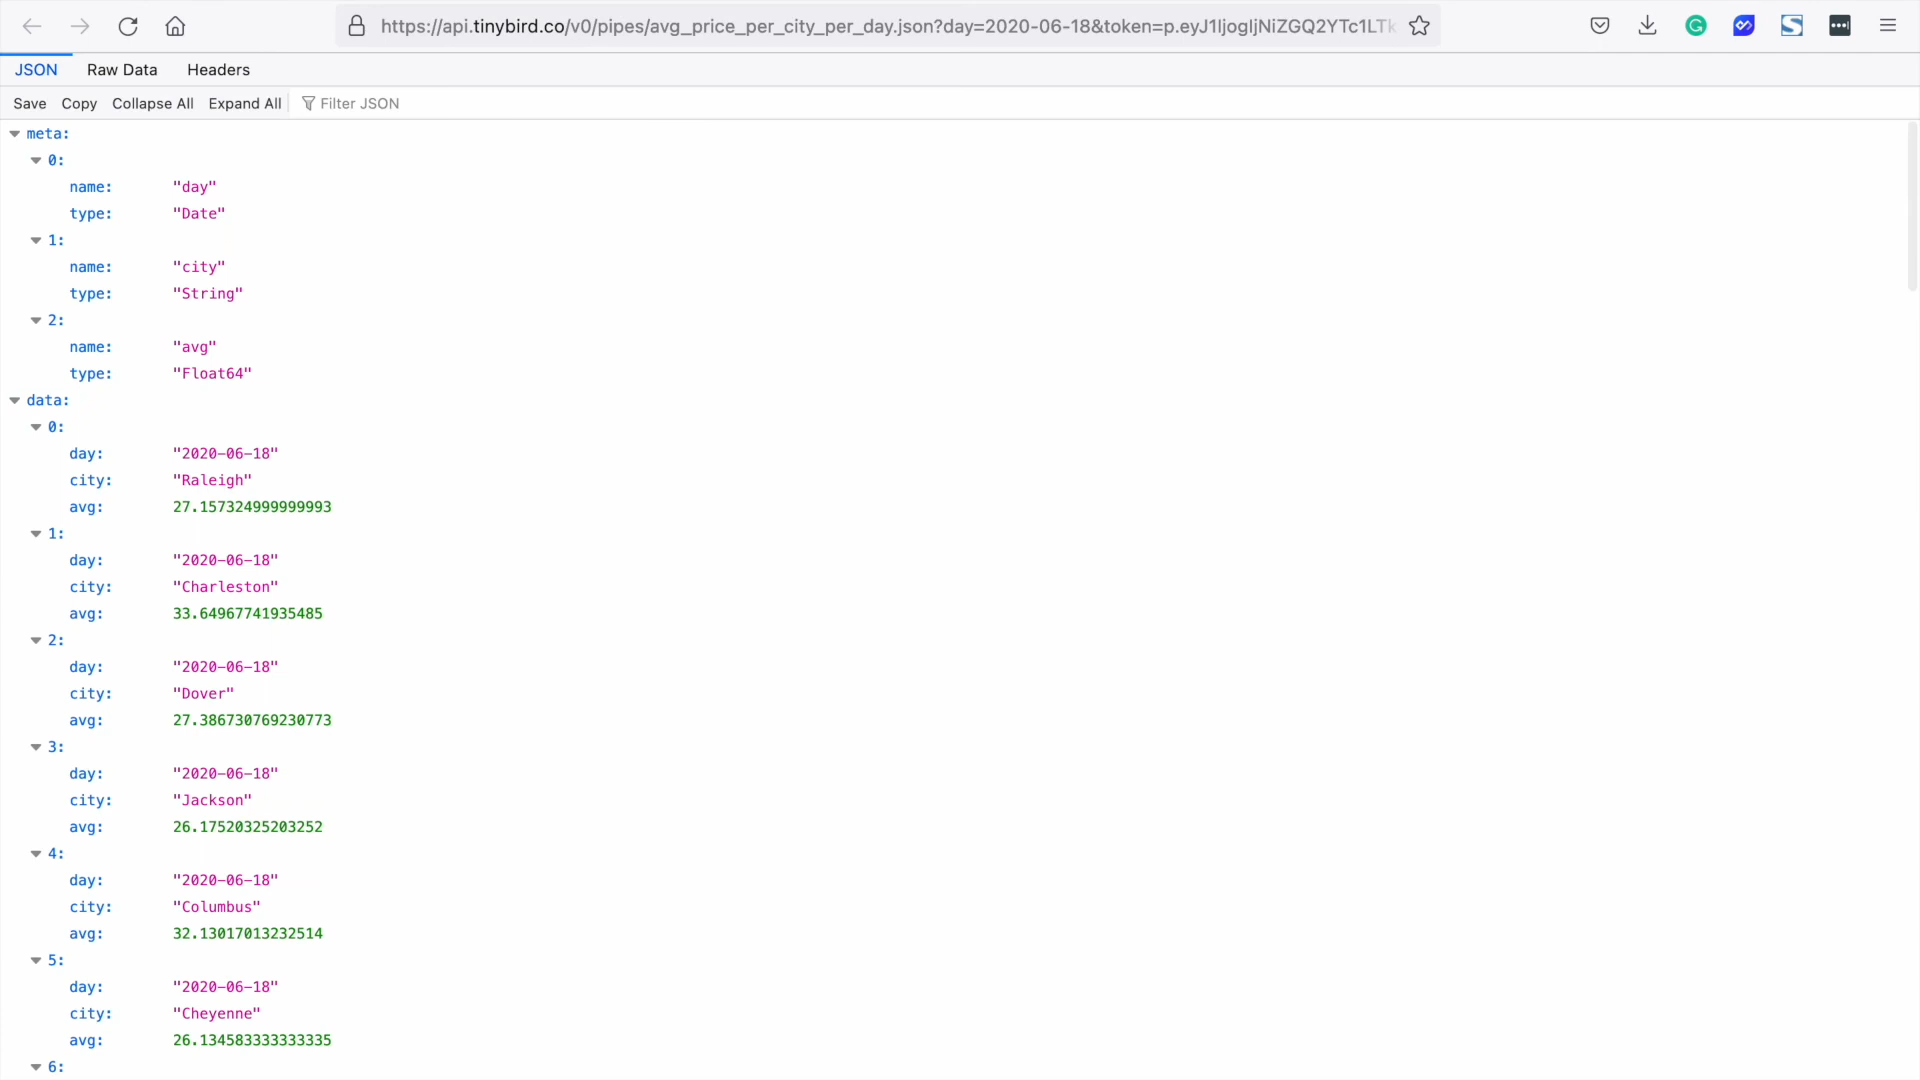 https://api.tinybird.co/v0/pipes/avg_price_per_city_per_day.json?day=2020-06-18&token=p.eyJ1IjogIjNiZGQ2YTc1LTk
JSON Raw Data Headers
Save Copy Collapse All Expand All Filter JSON
meta:
0:
name: "day"
type: "Date"
1:
name: "city"
type: "String"
2:
name: "avg"
type: "Float64"
data:
0:
day: "2020-06-18"
city: "Raleigh"
avg: 27.157324999999993
1:
day: "2020-06-18"
city: "Charleston"
avg: 33.64967741935485
2:
day: "2020-06-18"
city: "Dover"
avg: 27.386730769230773
3:
day: "2020-06-18"
city: "Jackson"
avg: 26.17520325203252
4:
day: "2020-06-18"
city: "Columbus"
avg: 32.13017013232514
5:
day: "2020-06-18"
city: "Cheyenne"
avg: 26.134583333333335
6: